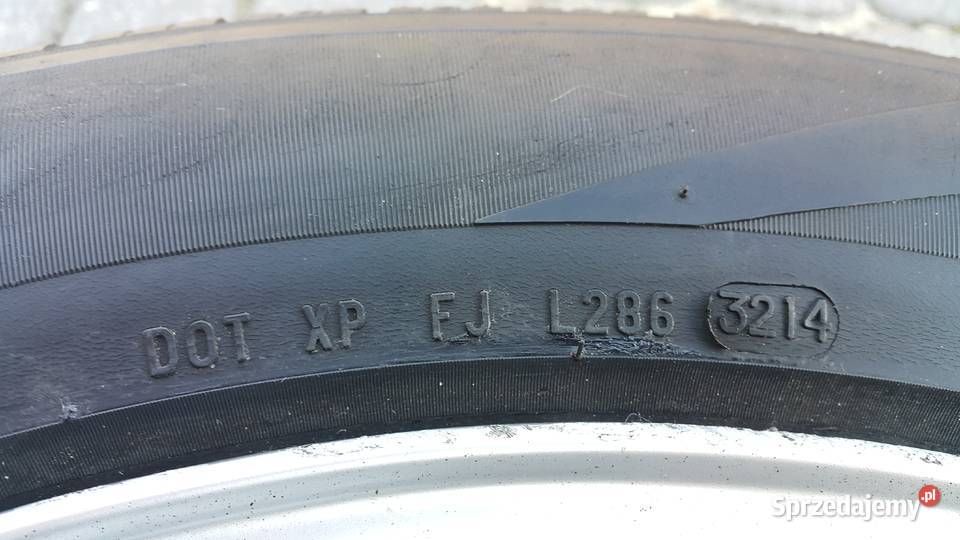 DOT XP FJ L286 3214
Sprzedajemy.pl